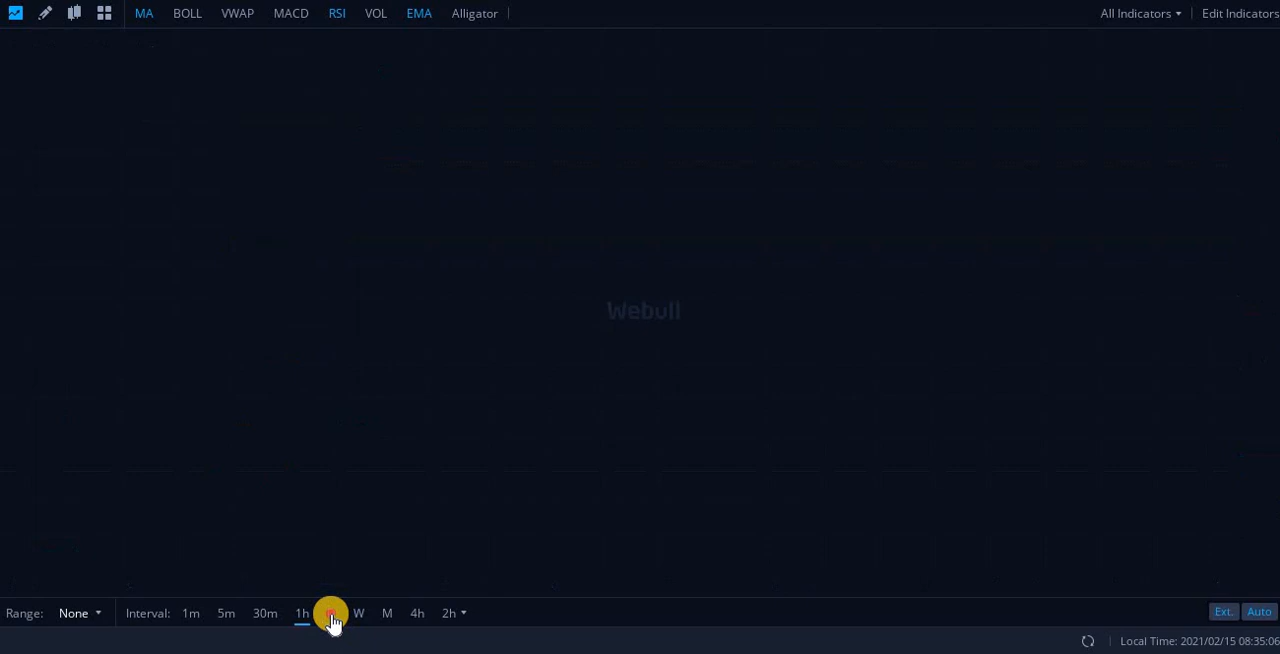 MA BOLL VWAP MACD RSI VOL EMA Alligator All Indicators Edit Indicators
Webull
Range: None Interval: 1m 5m 30m 1h W M 4h 2h Ext. Auto
Local Time: 2021/02/15 08:35:06